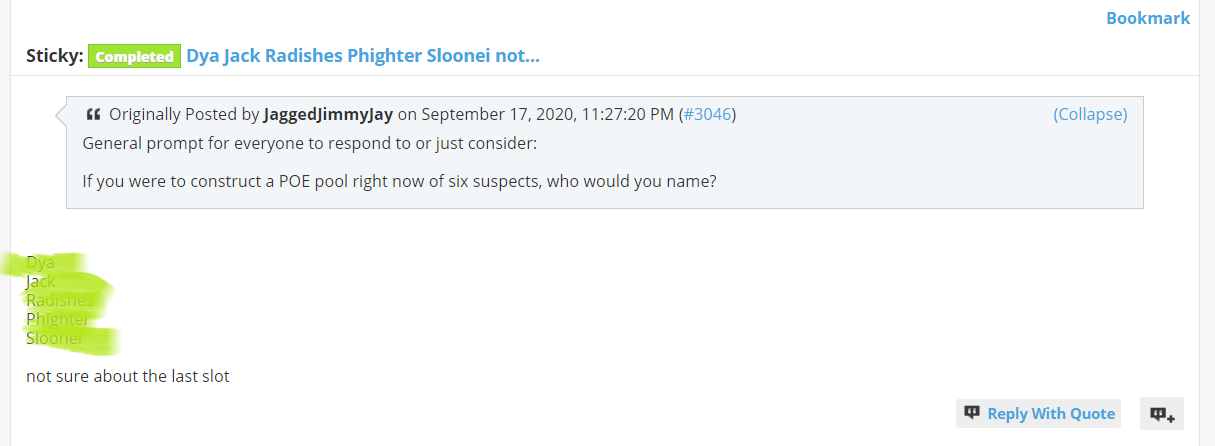 Bookmark
Sticky: Completed Dya Jack Radishes Phighter Sloonei not...
Originally Posted by JaggedJimmyJay on September 17, 2020, 11:27:20 PM (#3046)
(Collapse)
General prompt for everyone to respond to or just consider:
If you were to construct a POE pool right now of six suspects, who would you name?
Dya
Jack
Radishes
Phighter
Sloonei
not sure about the last slot
Reply With Quote